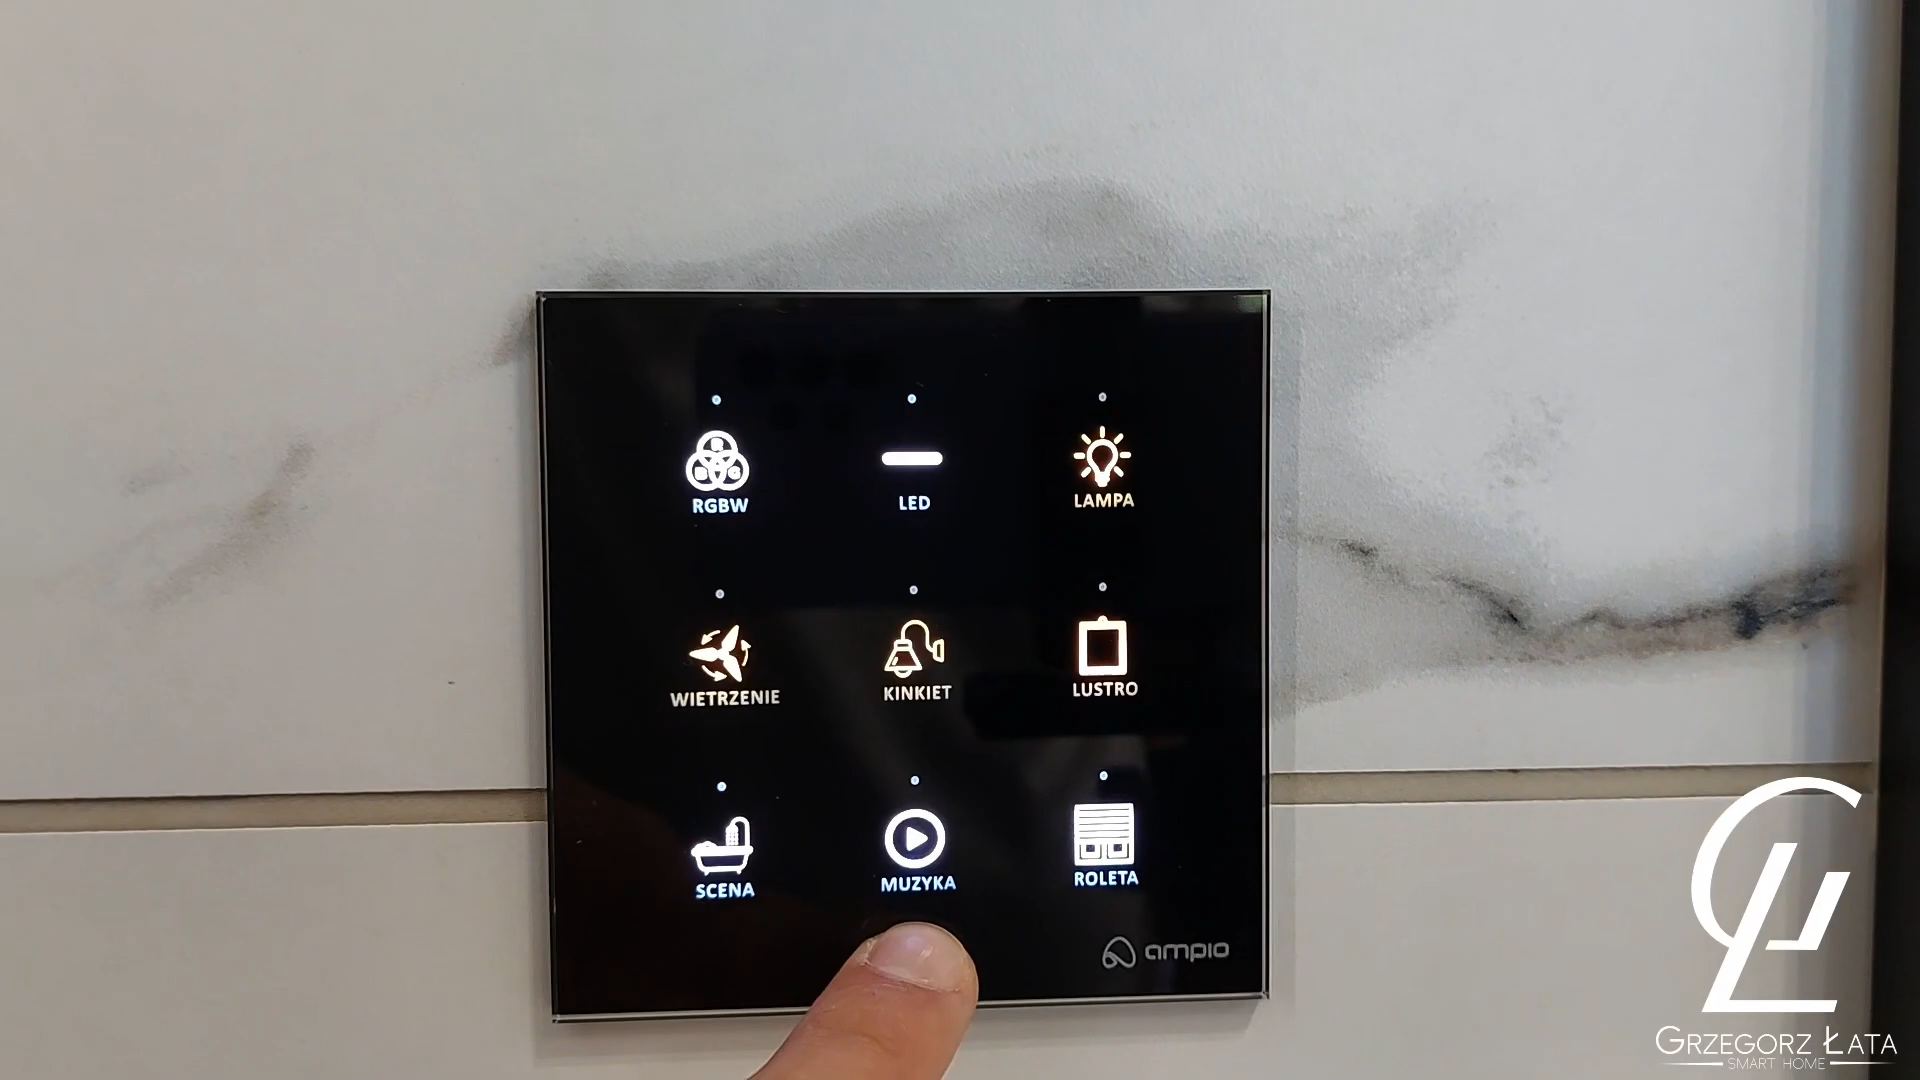 RGBW
LED
LAMPA
WIETRZENIE
KINKIET
LUSTRO
SCENA
MUZYKA
ROLETA
ampio
GRZEGORZ ŁATA
SMART HOME